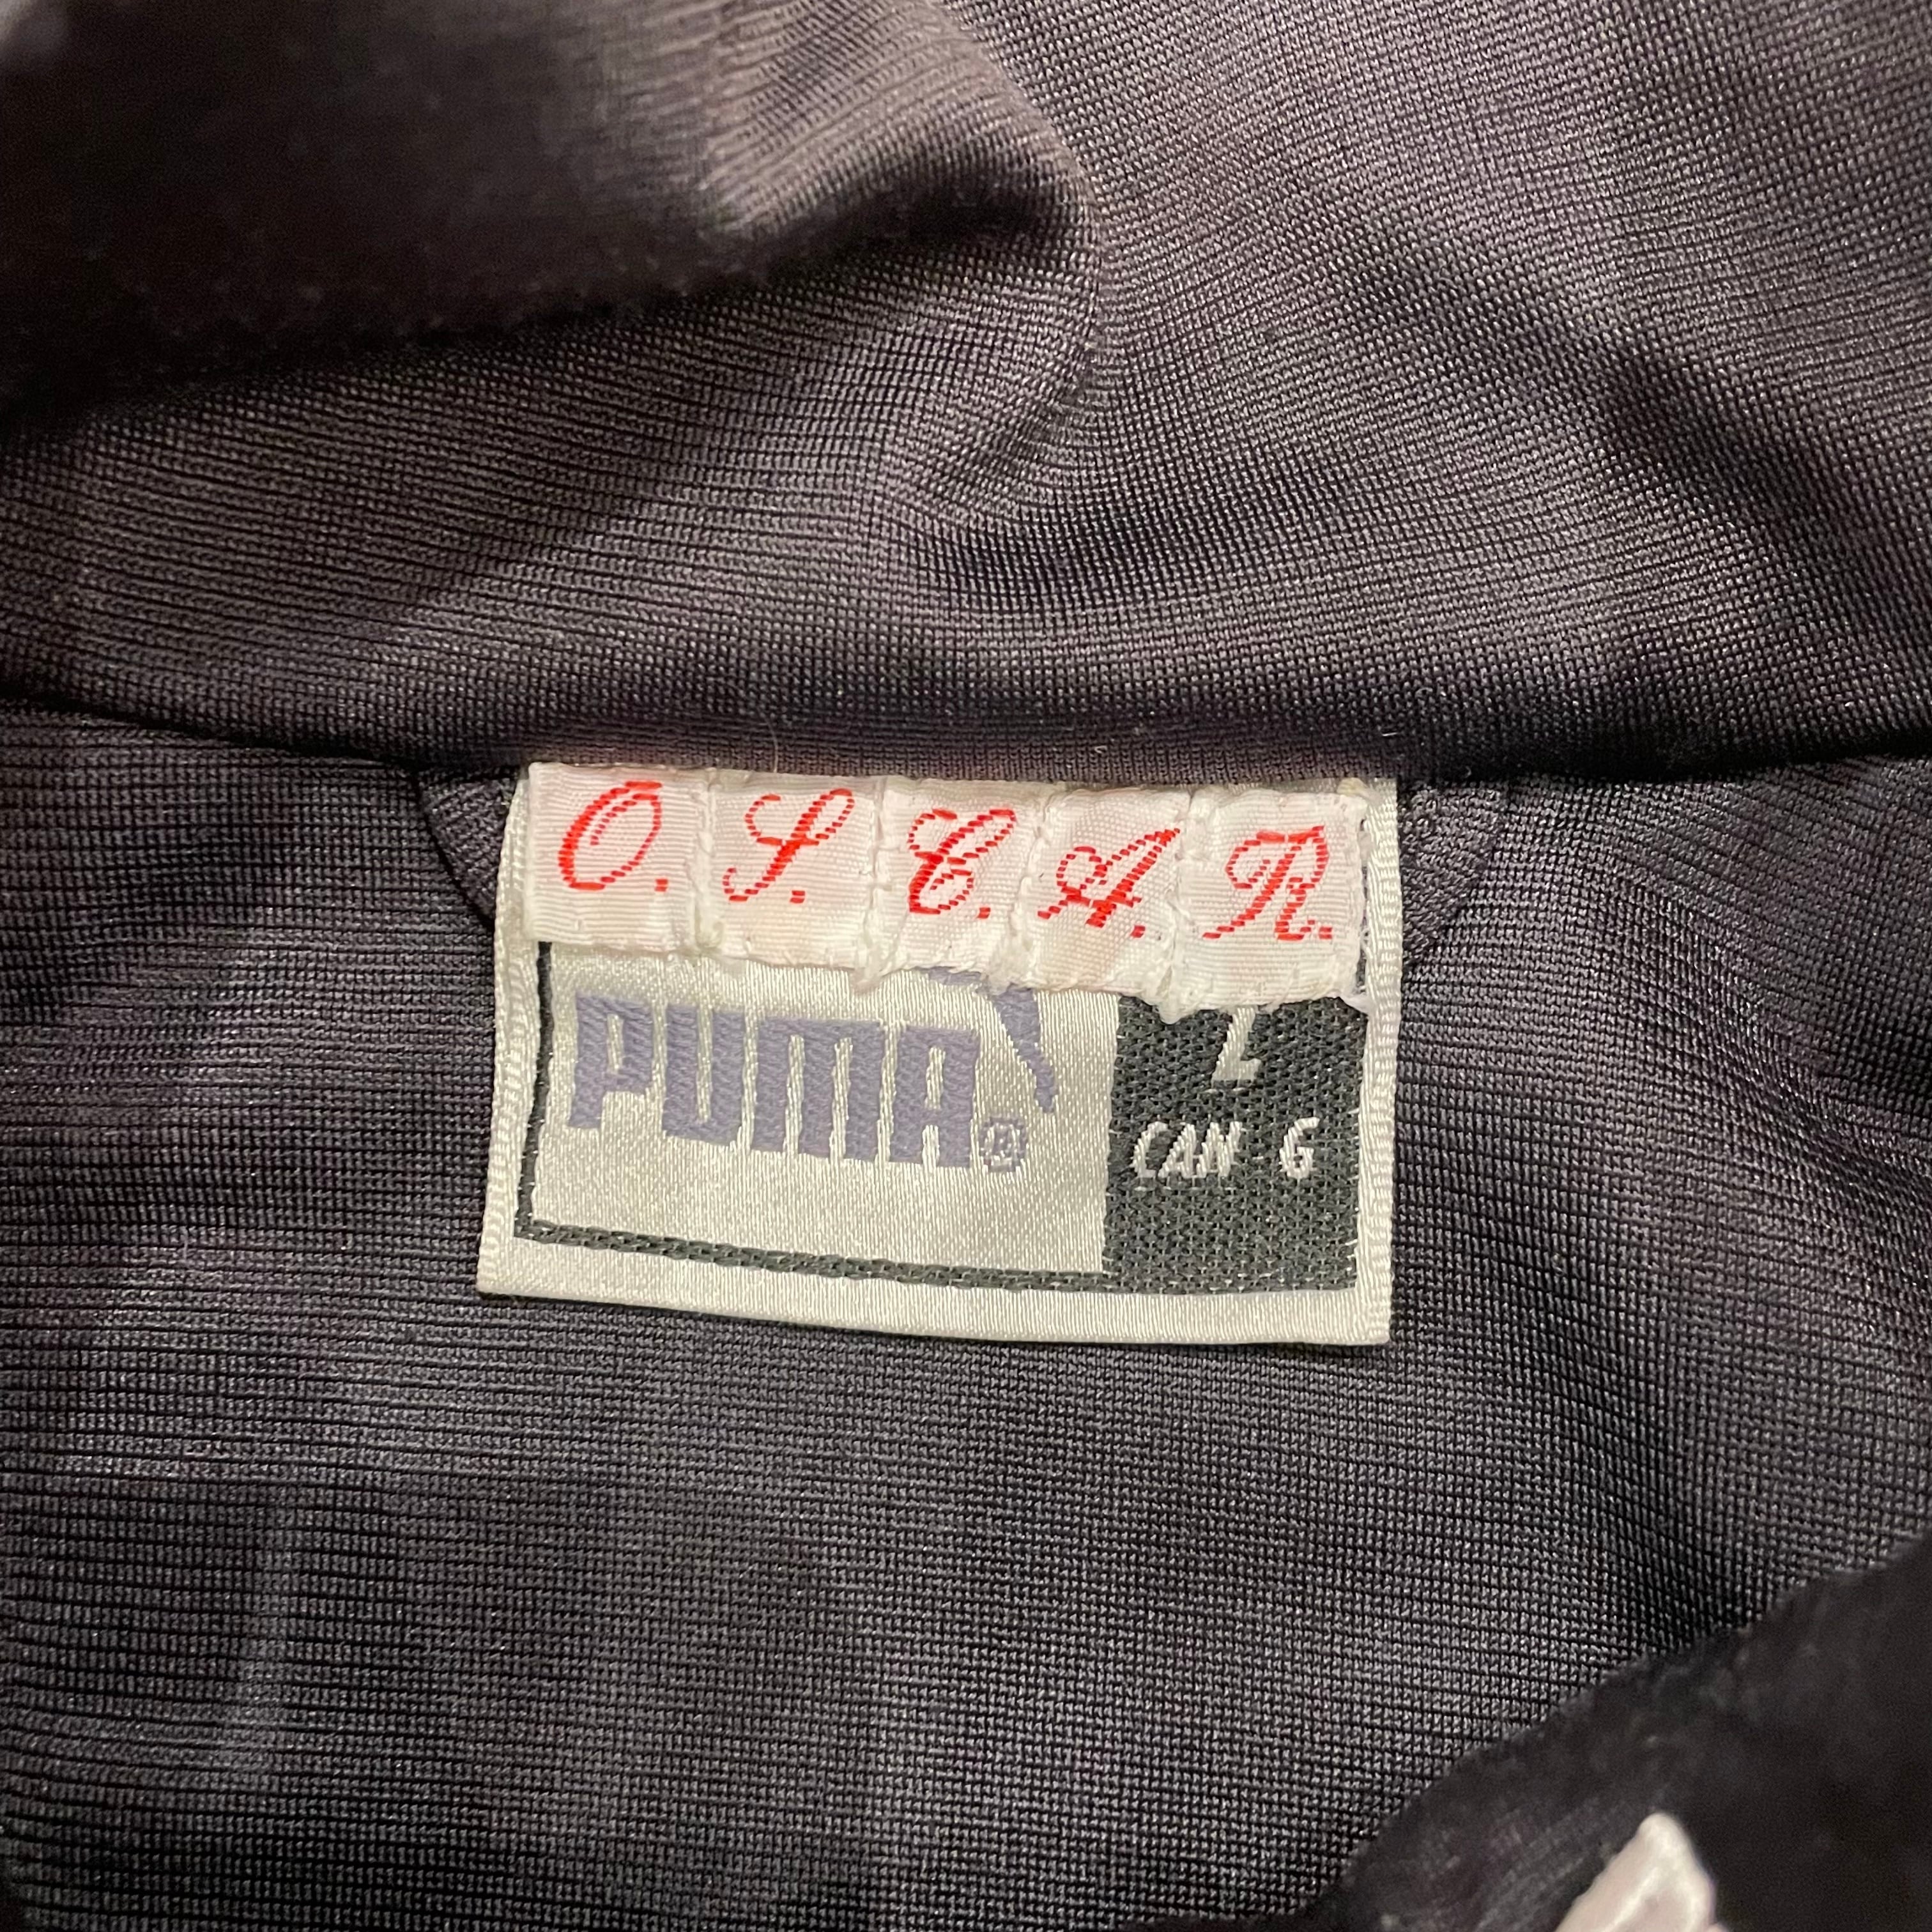 O. S. C. A. R.
PUMA®
L
CAN G